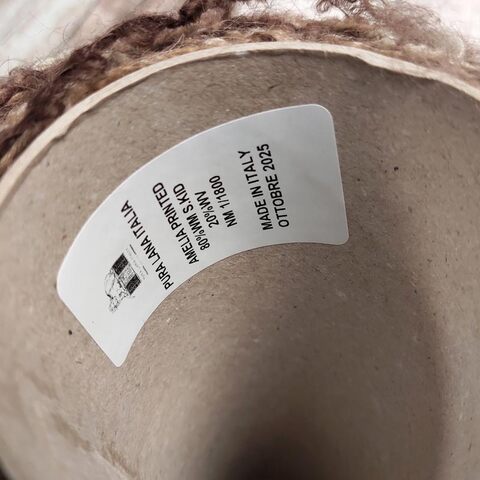 PURA LANA ITALIA
AMELIA PRINTED
80%WM S.KID
20%WV
NM 1/1800
MADE IN ITALY
OTTOBRE 2025